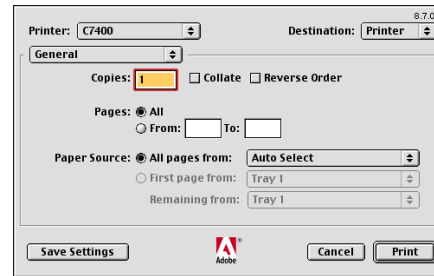 8.7.0
Printer: C7400 Destination: Printer
General
Copies: 1 Collate Reverse Order
Pages: All
From: To:
Paper Source: All pages from: Auto Select
First page from: Tray 1
Remaining from: Tray 1
Save Settings Adobe® Cancel Print